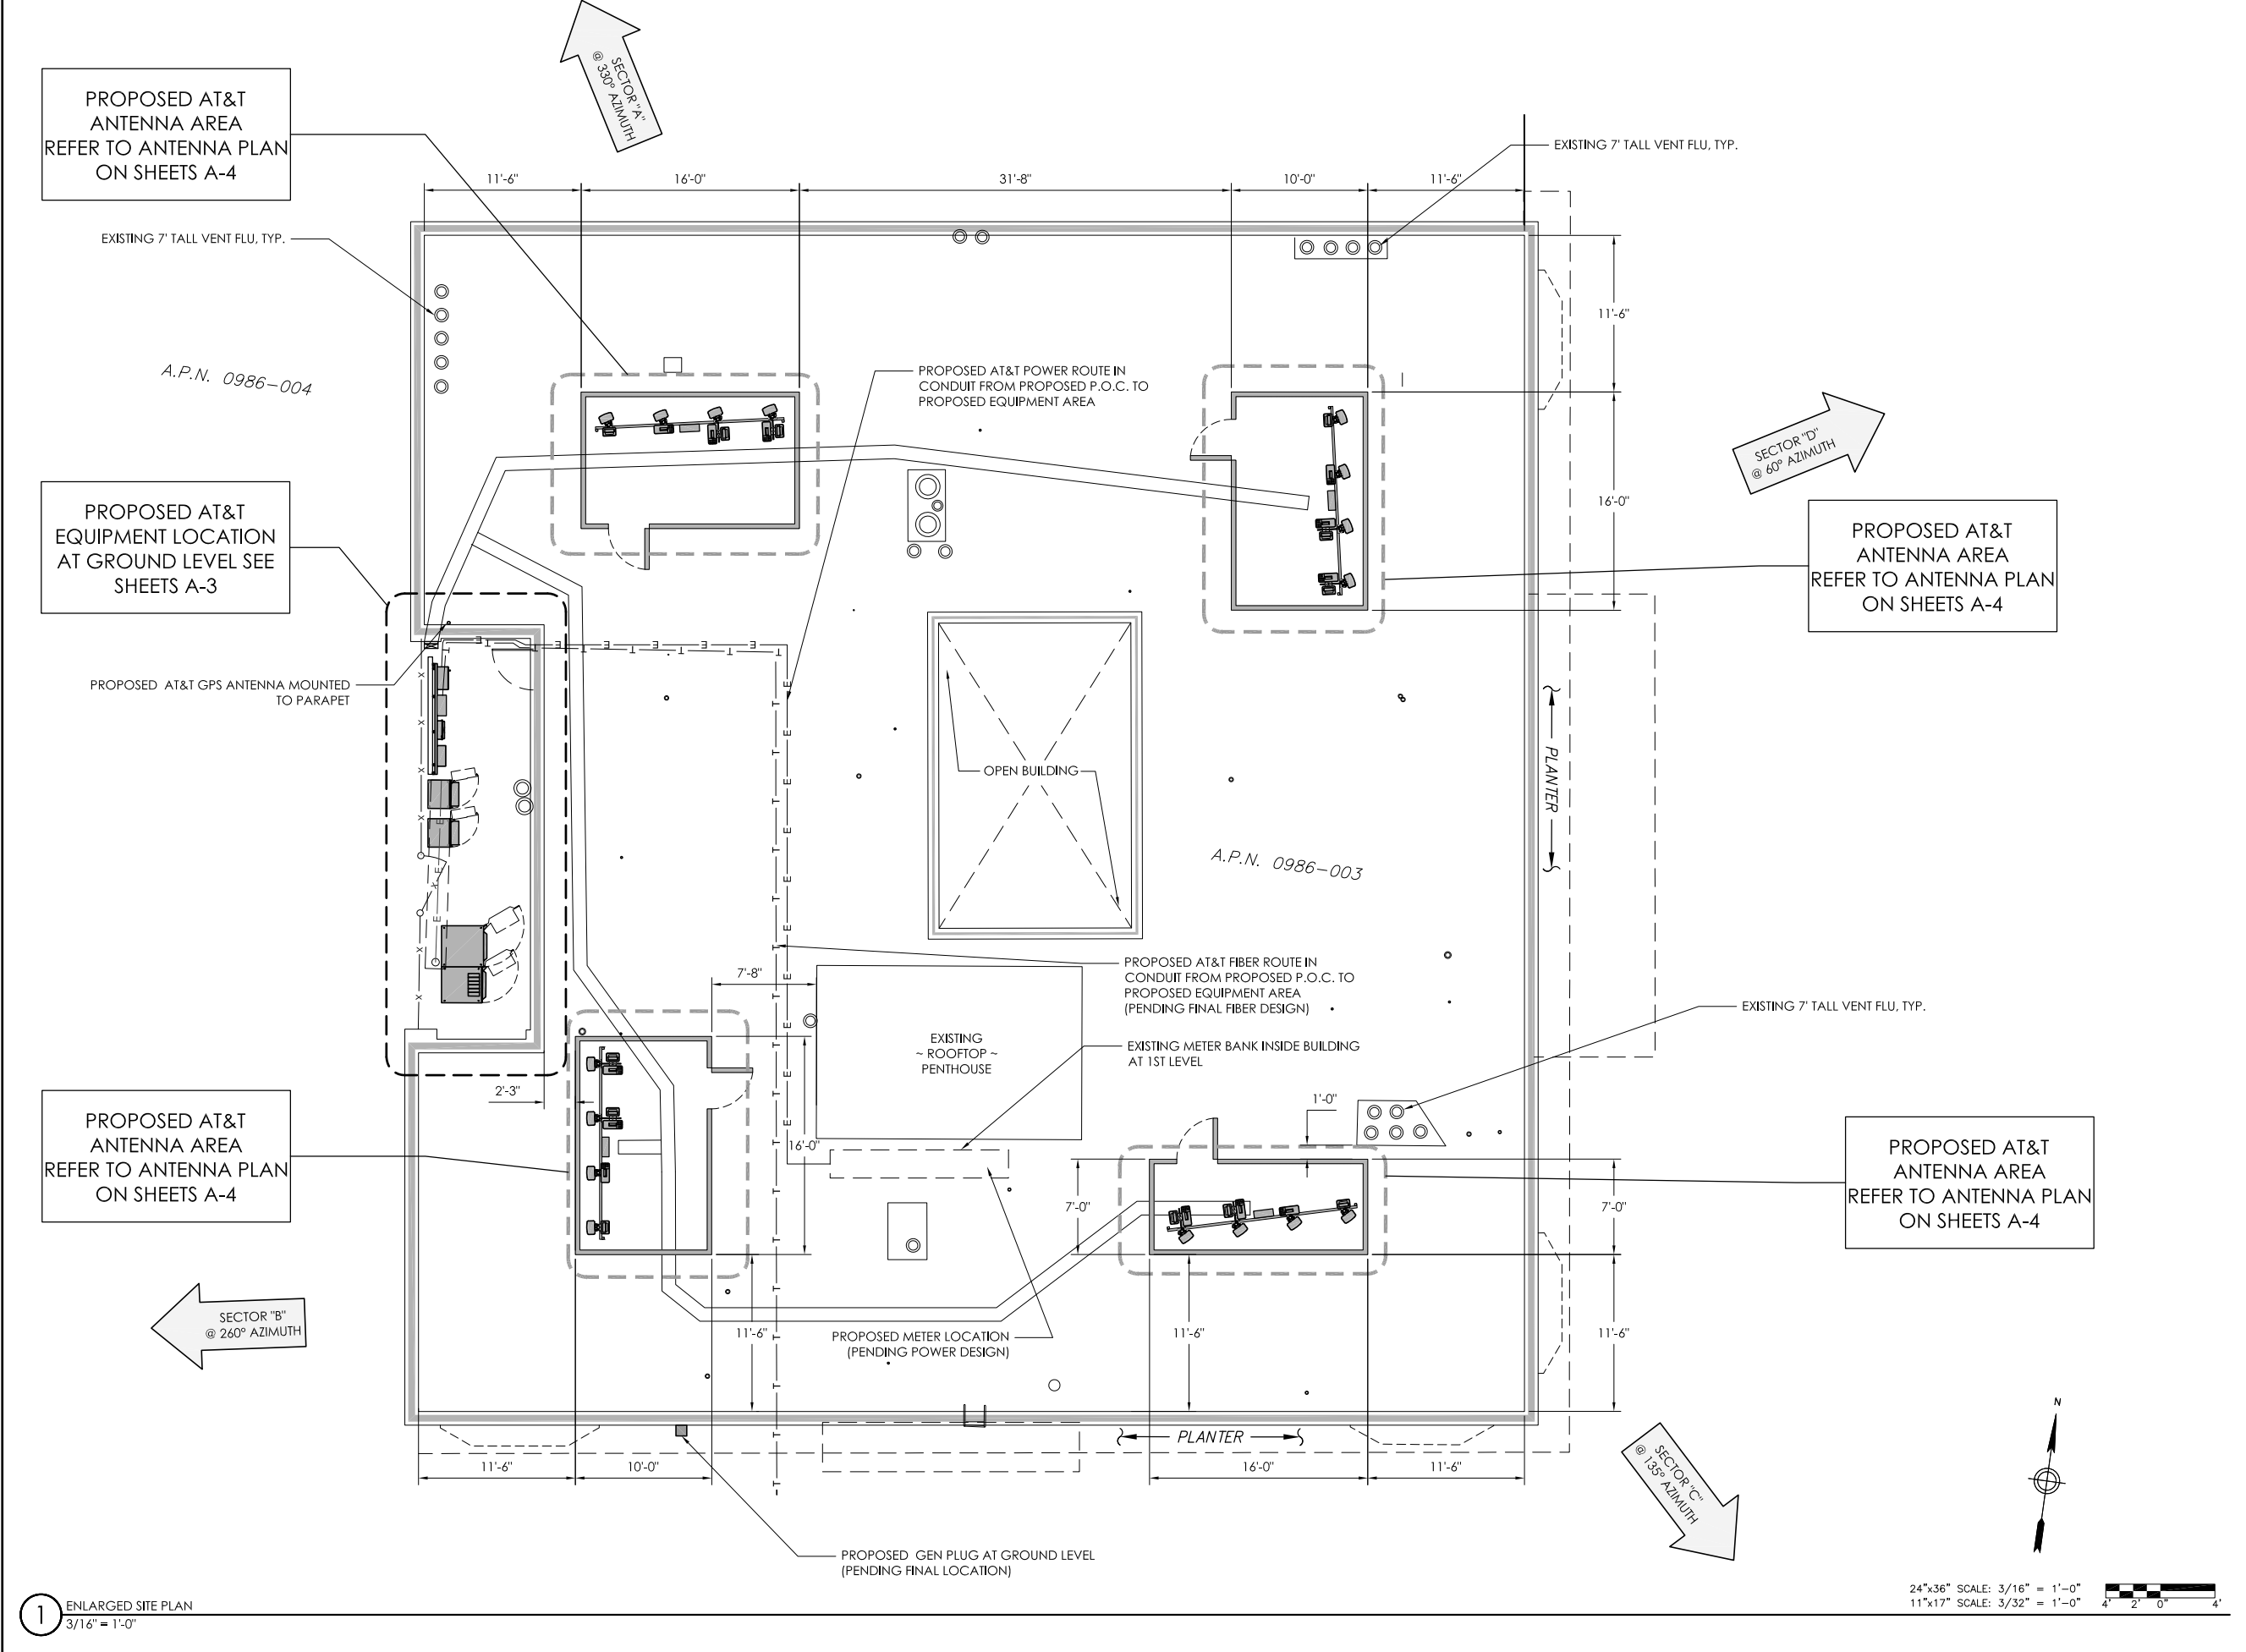 SECTOR "A"
@ 330° AZIMUTH
PROPOSED AT&T
ANTENNA AREA
REFER TO ANTENNA PLAN
ON SHEETS A-4
EXISTING 7' TALL VENT FLU, TYP.
11'-6"
16'-0"
31'-8"
10'-0"
11'-6"
EXISTING 7' TALL VENT FLU, TYP.
11'-6"
A.P.N. 0986-004
PROPOSED AT&T POWER ROUTE IN
CONDUIT FROM PROPOSED P.O.C. TO
PROPOSED EQUIPMENT AREA
SECTOR "D"
@ 60° AZIMUTH
16'-0"
PROPOSED AT&T
EQUIPMENT LOCATION
AT GROUND LEVEL SEE
SHEETS A-3
PROPOSED AT&T
ANTENNA AREA
REFER TO ANTENNA PLAN
ON SHEETS A-4
PROPOSED AT&T GPS ANTENNA MOUNTED
TO PARAPET
E T E T E T E T
OPEN BUILDING
PLANTER
A.P.N. 0986-003
7'-8"
PROPOSED AT&T FIBER ROUTE IN
CONDUIT FROM PROPOSED P.O.C. TO
PROPOSED EQUIPMENT AREA
(PENDING FINAL FIBER DESIGN)
EXISTING 7' TALL VENT FLU, TYP.
EXISTING
~ ROOFTOP ~
PENTHOUSE
EXISTING METER BANK INSIDE BUILDING
AT 1ST LEVEL
2'-3"
1'-0"
PROPOSED AT&T
ANTENNA AREA
REFER TO ANTENNA PLAN
ON SHEETS A-4
16'-0"
PROPOSED AT&T
ANTENNA AREA
REFER TO ANTENNA PLAN
ON SHEETS A-4
7'-0"
7'-0"
SECTOR "B"
@ 260° AZIMUTH
11'-6"
PROPOSED METER LOCATION
(PENDING POWER DESIGN)
11'-6"
11'-6"
PLANTER
11'-6"
10'-0"
16'-0"
11'-6"
SECTOR "C"
@ 135° AZIMUTH
N
PROPOSED GEN PLUG AT GROUND LEVEL
(PENDING FINAL LOCATION)
1
ENLARGED SITE PLAN
3/16" = 1'-0"
24"x36" SCALE: 3/16" = 1'-0"
11"x17" SCALE: 3/32" = 1'-0"
4' 2' 0" 4'